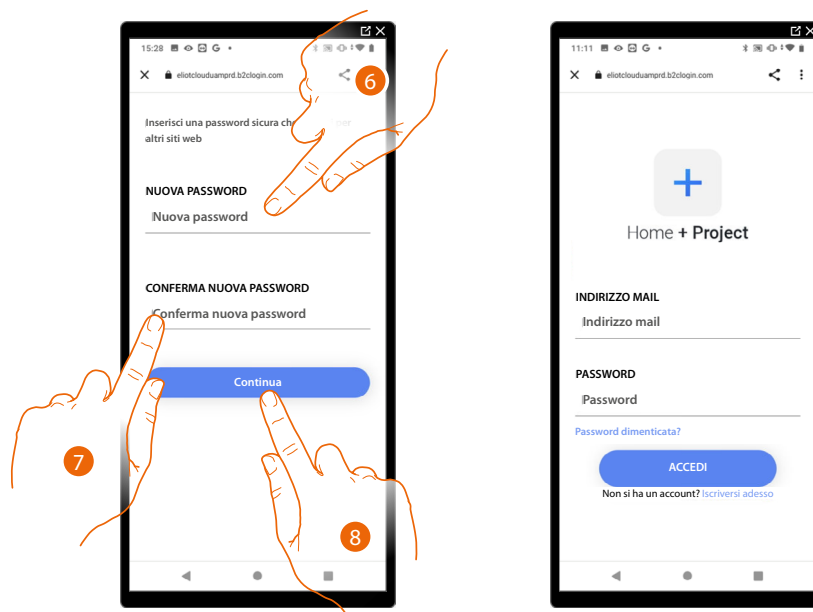 15:28
eliotclouduamprd.b2clogin.com
6
Inserisci una password sicura che
altri siti web
NUOVA PASSWORD
Nuova password
CONFERMA NUOVA PASSWORD
Conferma nuova password
Continua
7
8
11:11
eliotclouduamprd.b2clogin.com
Home + Project
INDIRIZZO MAIL
Indirizzo mail
PASSWORD
Password
Password dimenticata?
ACCEDI
Non si ha un account? Iscriversi adesso